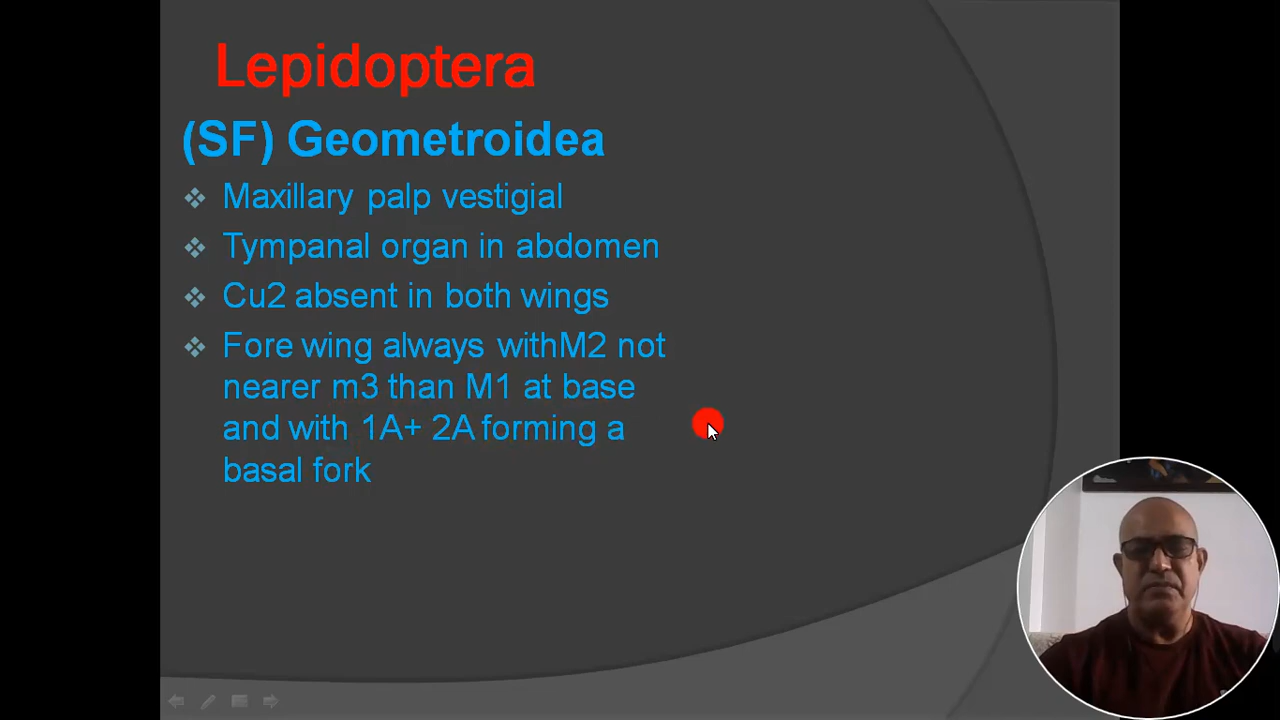 Lepidoptera
(SF) Geometroidea
Maxillary palp vestigial
Tympanal organ in abdomen
Cu2 absent in both wings
Fore wing always withM2 not
nearer m3 than M1 at base
and with 1A+ 2A forming a
basal fork